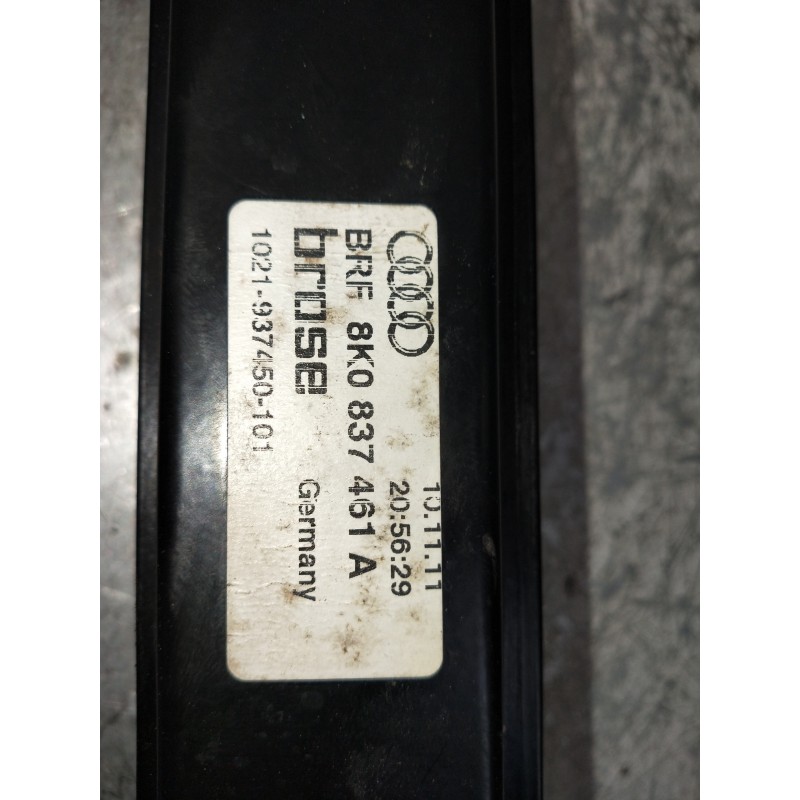 10.11.11
20:56:29
BRF 8K0 837 461 A
brose Germany
1021-937450-101